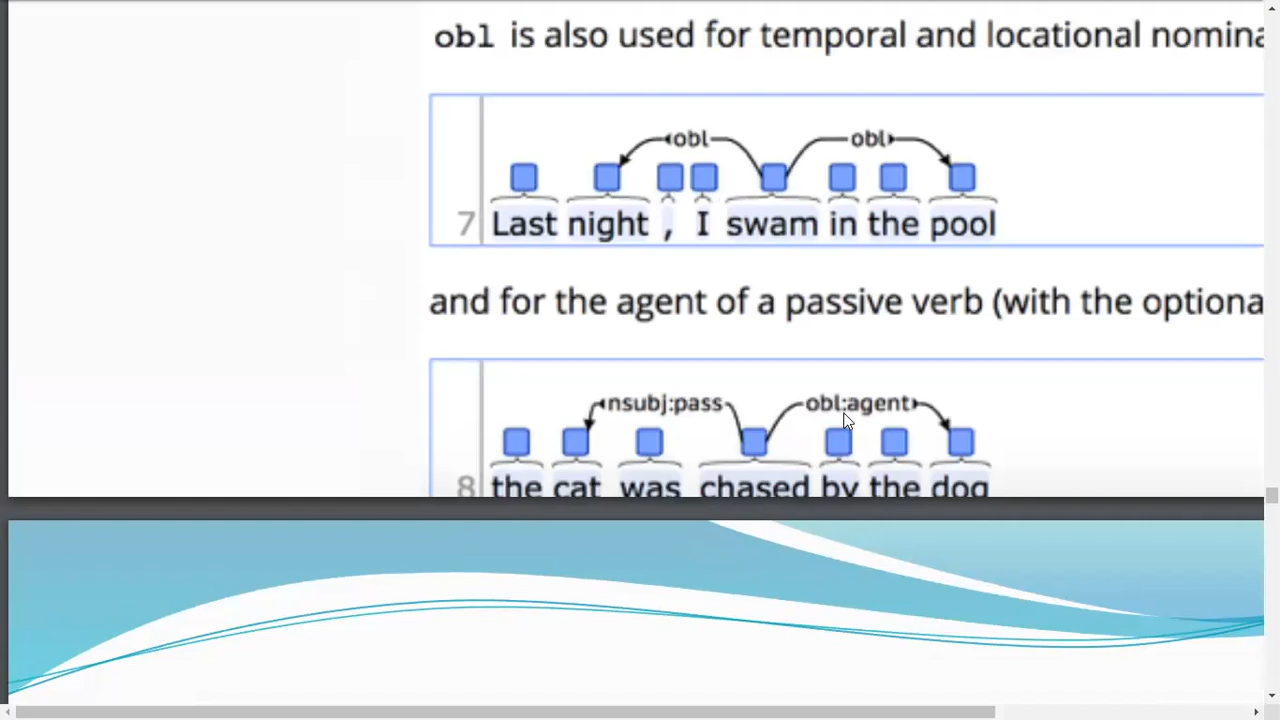 obl is also used for temporal and locational nomina
obl obl
7 Last night , I swam in the pool
and for the agent of a passive verb (with the optiona
nsubj:pass obl:agent
8 the cat was chased by the dog